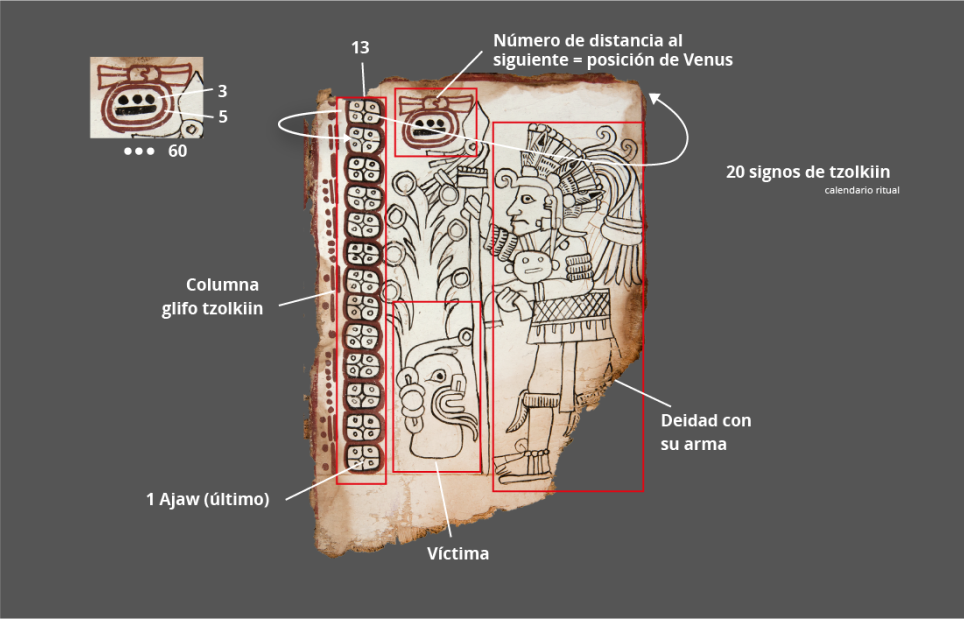 13
Número de distancia al
siguiente = posición de Venus
3
5
••• 60
20 signos de tzolkiin
calendario ritual
Columna
glifo tzolkiin
Deidad con
su arma
1 Ajaw (último)
Víctima